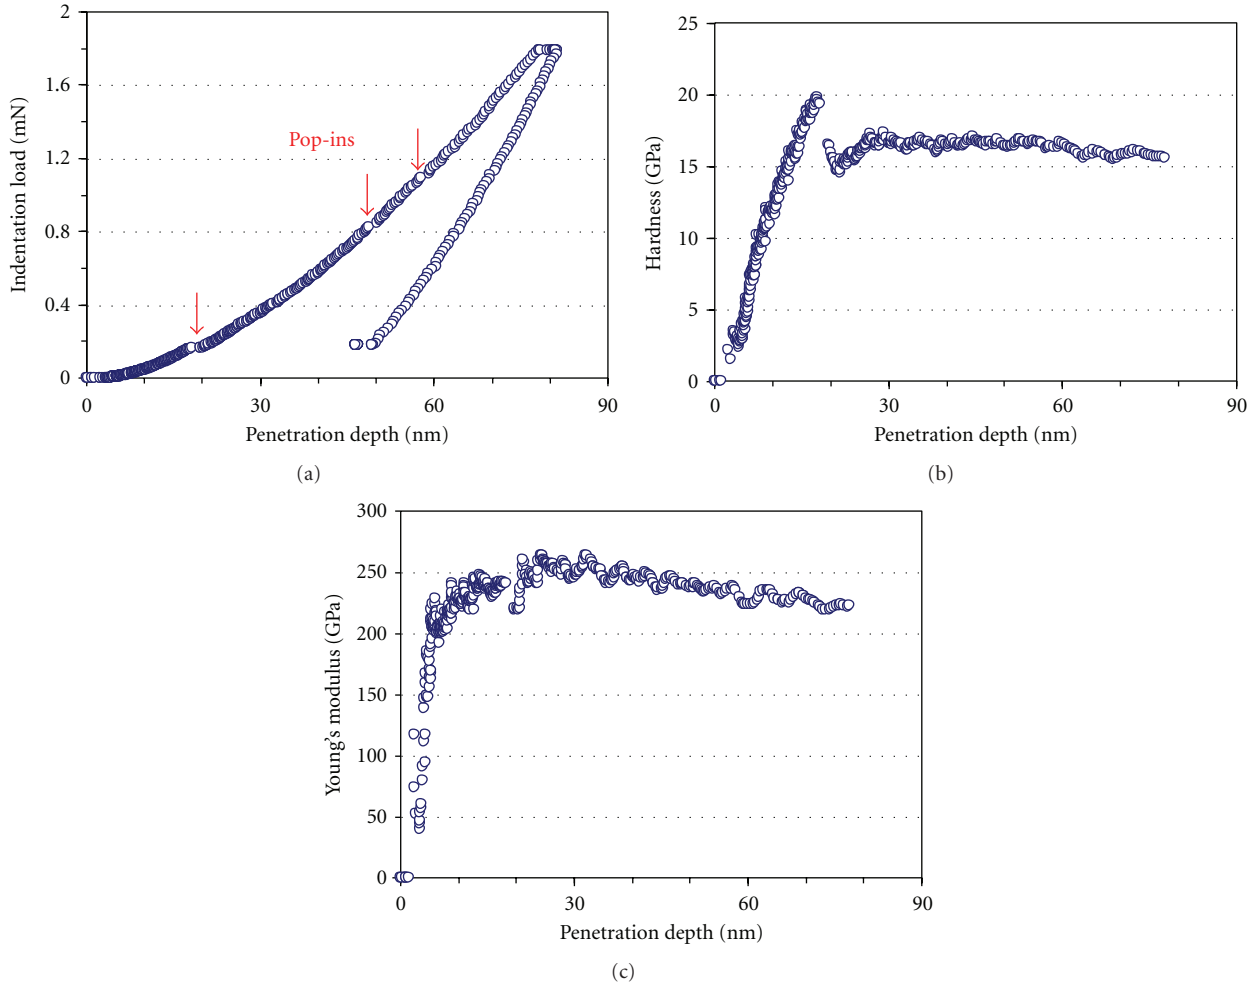 2
1.6
1.2
0.8
0.4
0
Indentation load (mN)
Pop-ins
0 30 60 90
Penetration depth (nm)
(a)
25
20
15
10
5
0
Hardness (GPa)
0 30 60 90
Penetration depth (nm)
(b)
300
250
200
150
100
50
0
Young's modulus (GPa)
0 30 60 90
Penetration depth (nm)
(c)